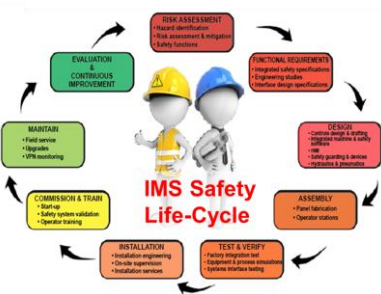 RISK ASSESSMENT
• Hazard identification
• Risk assessment & mitigation
• Safety functions
FUNCTIONAL REQUIREMENTS
• Integrated safety specifications
• Engineering studies
• Interface design specifications
DESIGN
• Controls design & drafting
• Integrated machine & safety
software
• HMI
• Safety guarding & devices
• Hydraulics & pneumatics
ASSEMBLY
• Panel fabrication
• Operator stations
TEST & VERIFY
• Factory integration test
• Equipment & process simulations
• Systems interface testing
INSTALLATION
• Installation engineering
• On-site supervision
• Installation services
COMMISSION & TRAIN
• Start-up
• Safety system validation
• Operator training
MAINTAIN
• Field service
• Upgrades
• VPN monitoring
EVALUATION
&
CONTINUOUS
IMPROVEMENT
IMS Safety
Life-Cycle